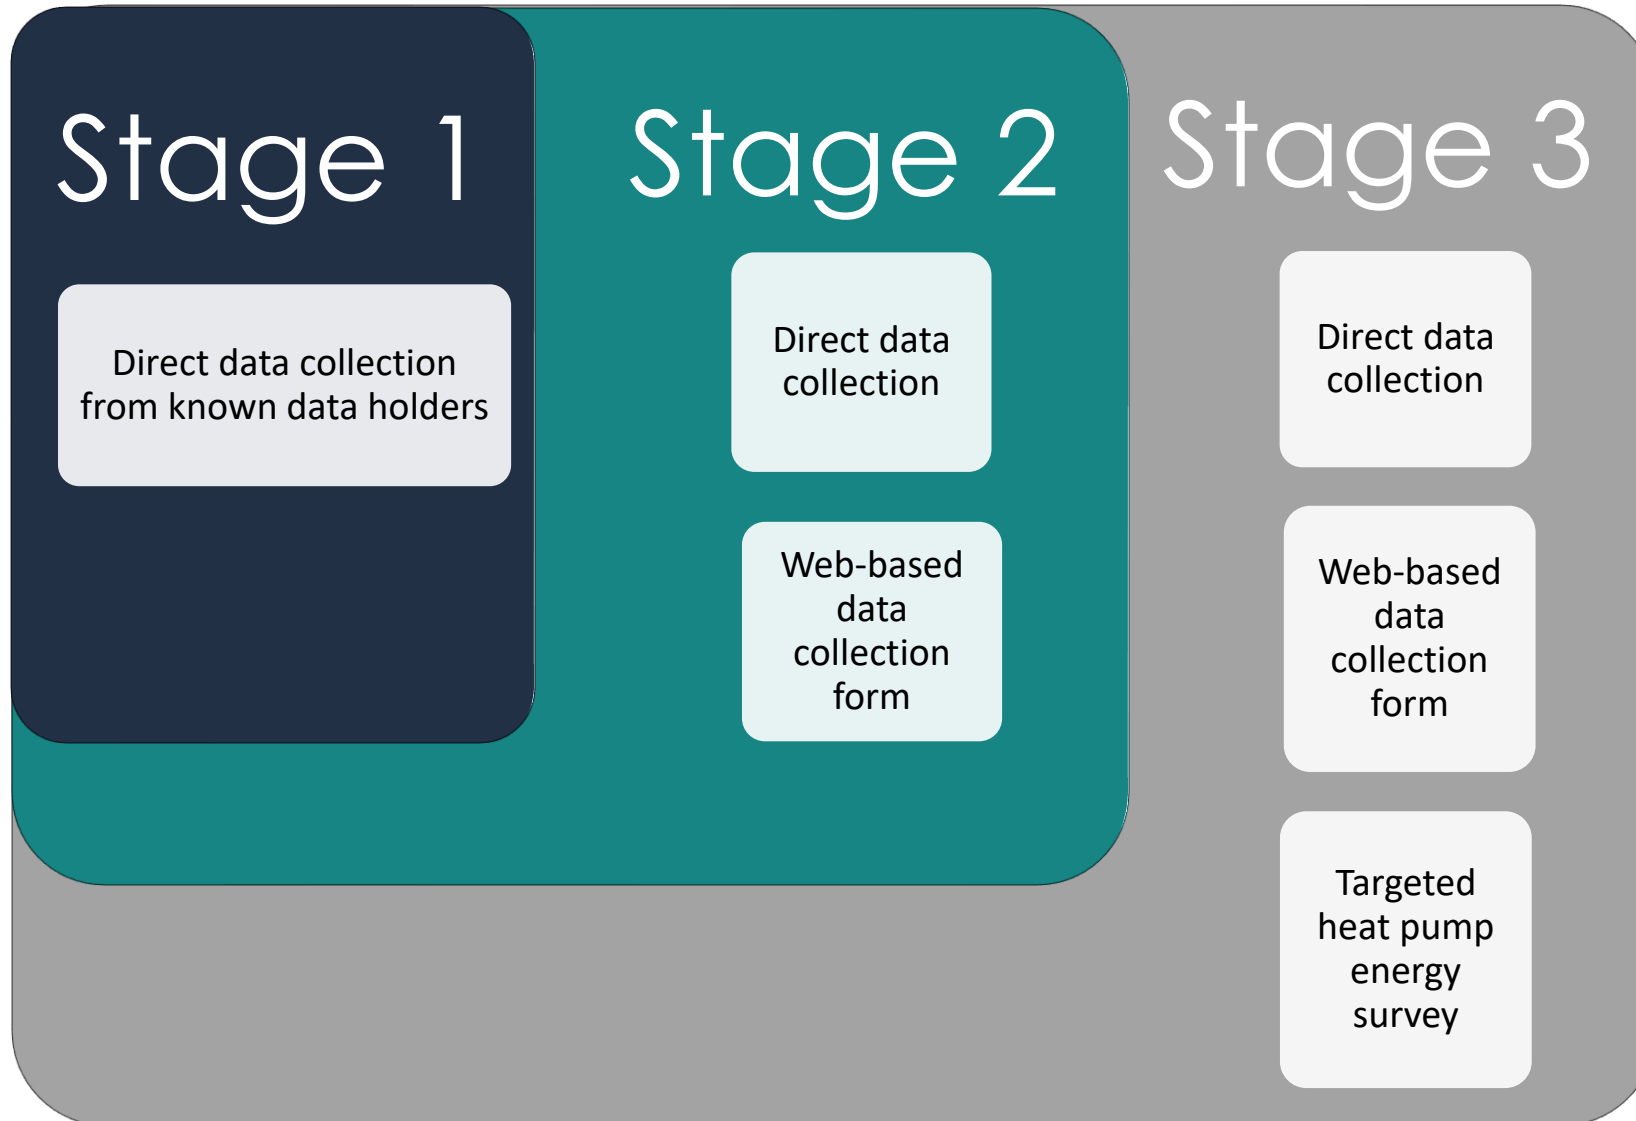 Stage 1
Direct data collection
from known data holders
Stage 2
Direct data
collection
Web-based
data
collection
form
Stage 3
Direct data
collection
Web-based
data
collection
form
Targeted
heat pump
energy
survey